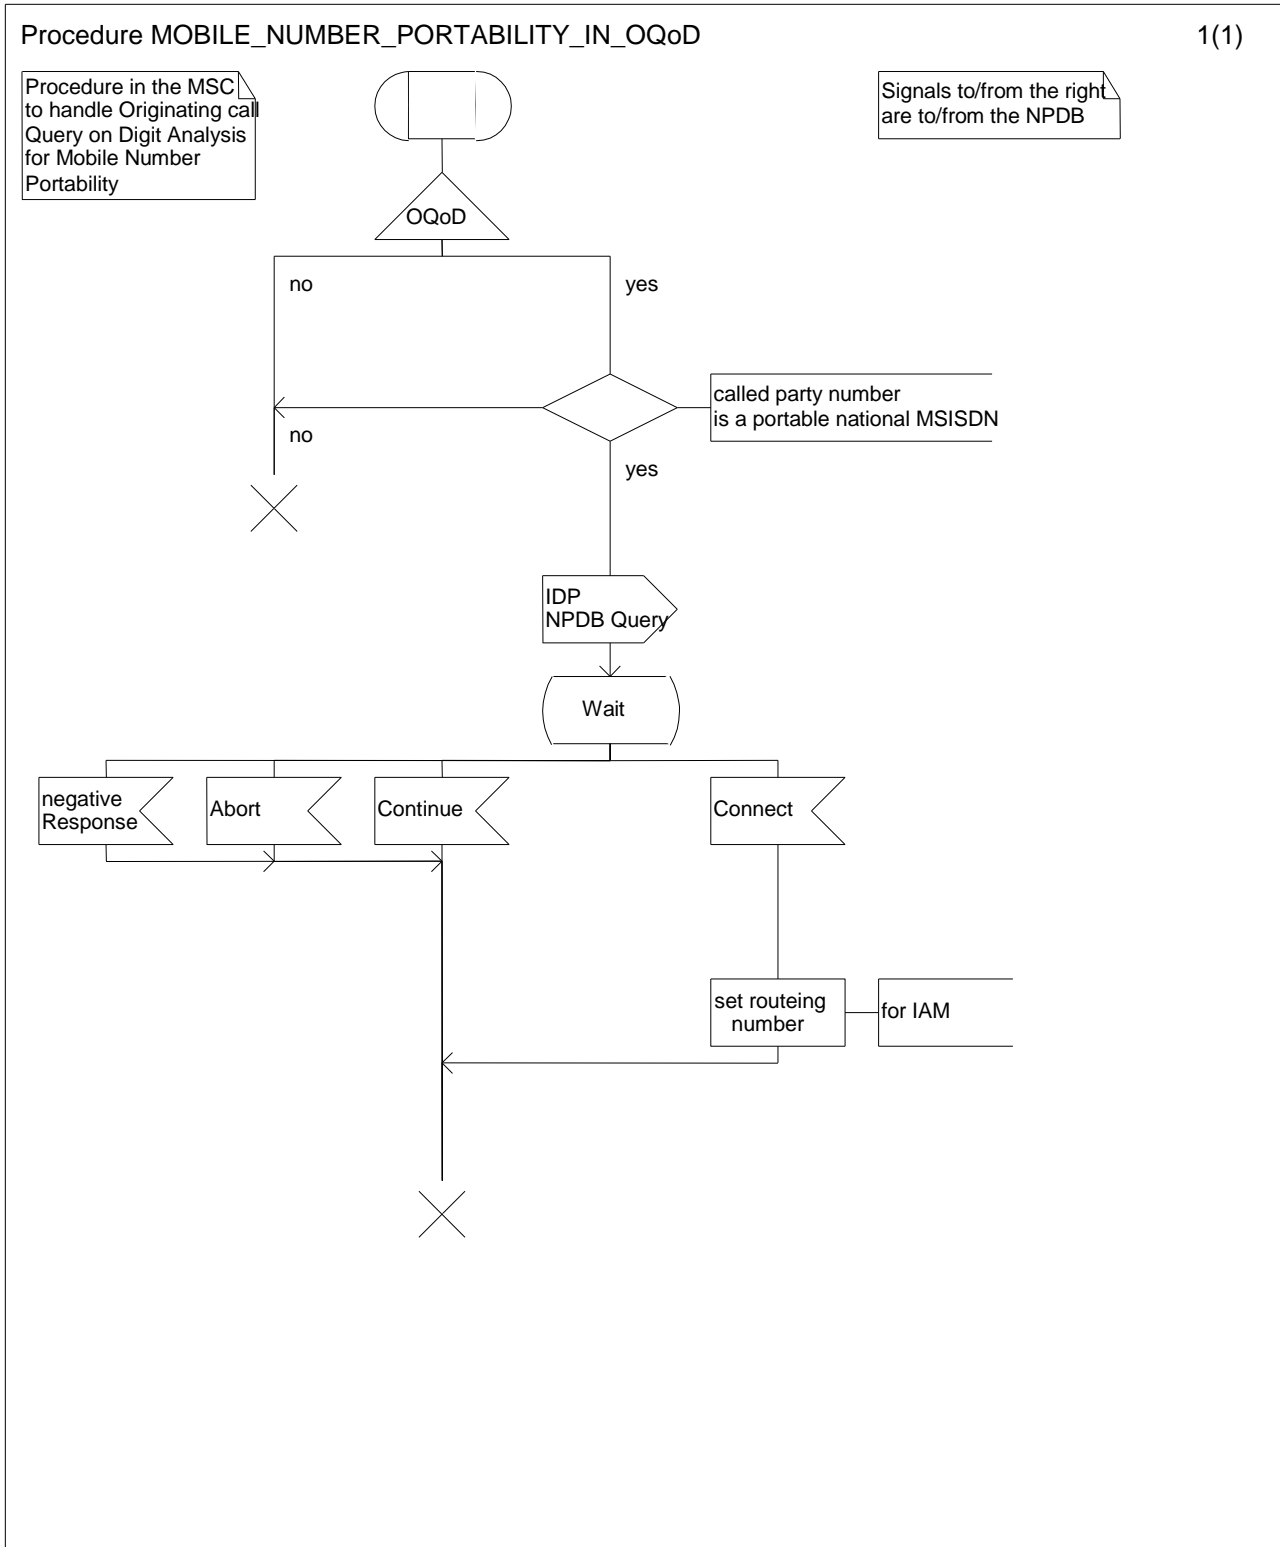 Procedure MOBILE_NUMBER_PORTABILITY_IN_OQoD
1(1)
Procedure in the MSC
to handle Originating call
Query on Digit Analysis
for Mobile Number
Portability
Signals to/from the right
are to/from the NPDB
OQoD
no
yes
called party number
is a portable national MSISDN
no
yes
IDP
NPDB Query
Wait
negative
Response
Abort
Continue
Connect
set routeing
number
for IAM